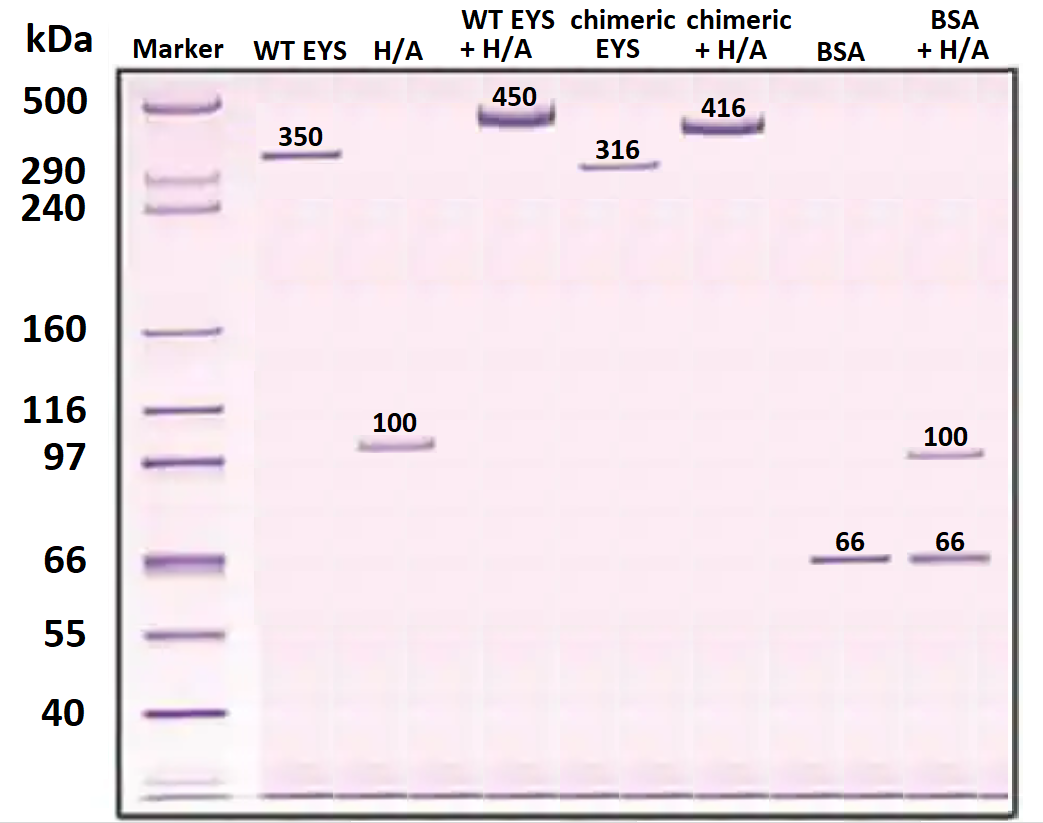 kDa
Marker
WT EYS
H/A
WT EYS
+ H/A
chimeric
EYS
chimeric
+ H/A
BSA
BSA
+ H/A
500
290
240
160
116
97
66
55
40
350
100
450
316
416
66
100
66